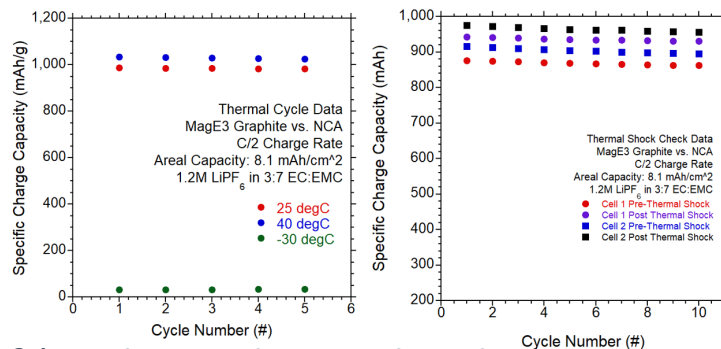 1,200
1,000
800
600
400
200
0
0 1 2 3 4 5 6
Specific Charge Capacity (mAh/g)
Cycle Number (#)
Thermal Cycle Data
MagE3 Graphite vs. NCA
C/2 Charge Rate
Areal Capacity: 8.1 mAh/cm^2
1.2M LiPF6 in 3:7 EC:EMC
25 degC
40 degC
-30 degC
1,000
900
800
700
600
500
400
300
200
0 2 4 6 8 10
Specific Charge Capacity (mAh)
Cycle Number (#)
Thermal Shock Check Data
MagE3 Graphite vs. NCA
C/2 Charge Rate
Areal Capacity: 8.1 mAh/cm^2
1.2M LiPF6 in 3:7 EC:EMC
Cell 1 Pre-Thermal Shock
Cell 1 Post Thermal Shock
Cell 2 Pre-Thermal Shock
Cell 2 Post Thermal Shock